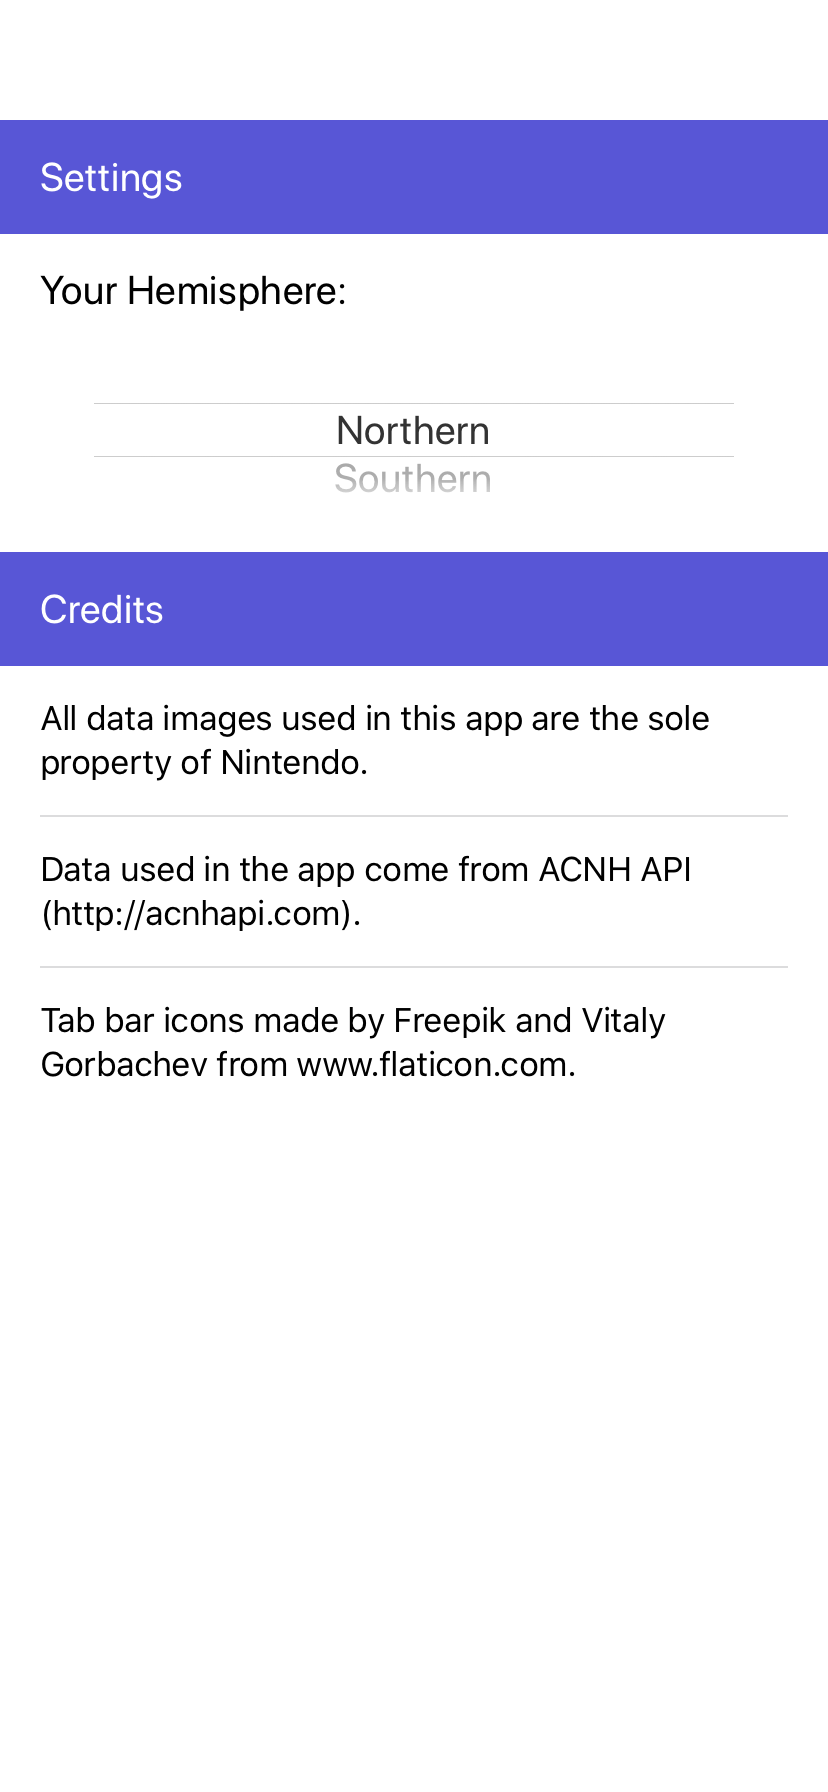 Settings
Your Hemisphere:
Northern
Southern
Credits
All data images used in this app are the sole
property of Nintendo.
Data used in the app come from ACNH API
(http://acnhapi.com).
Tab bar icons made by Freepik and Vitaly
Gorbachev from www.flaticon.com.